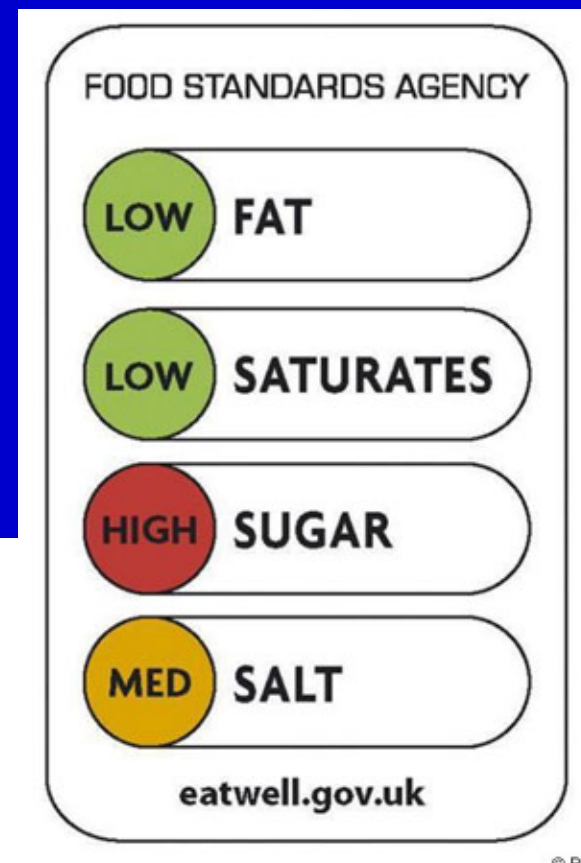 FOOD STANDARDS AGENCY
LOW FAT
LOW SATURATES
HIGH SUGAR
MED SALT
eatwell.gov.uk